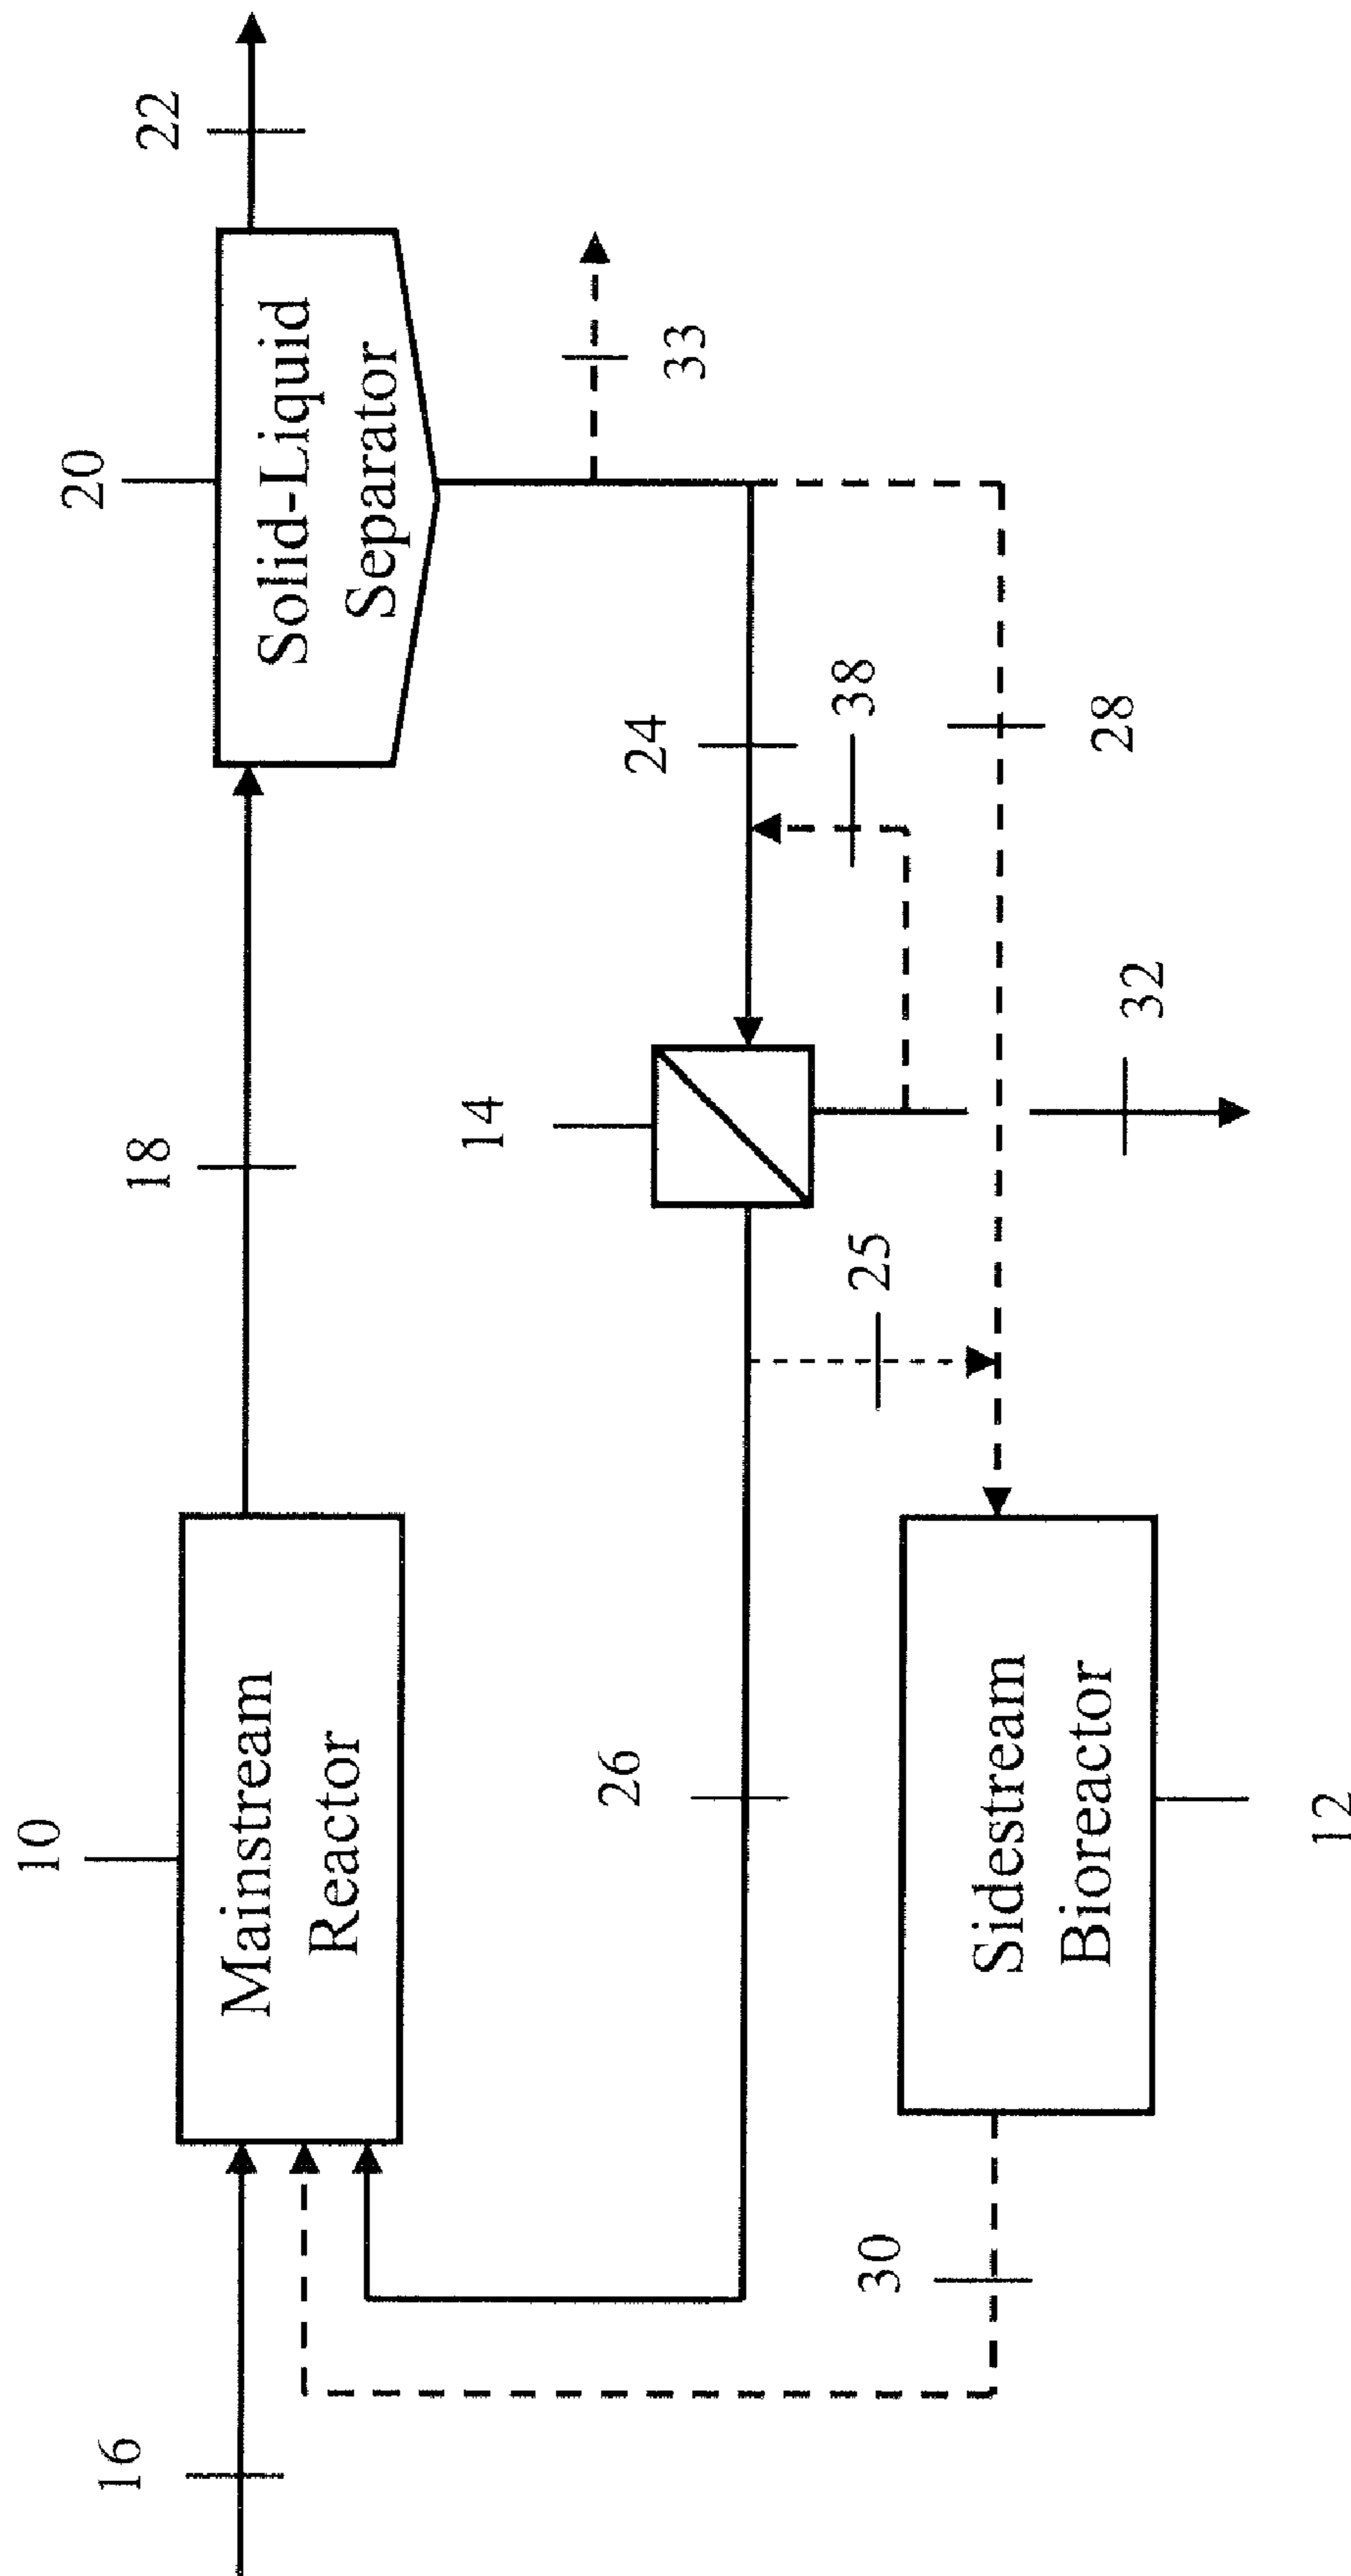 22
20
Solid-Liquid
Separator
33
18
24
38
28
14
32
25
10
Mainstream
Reactor
26
Sidestream
Bioreactor
12
30
16